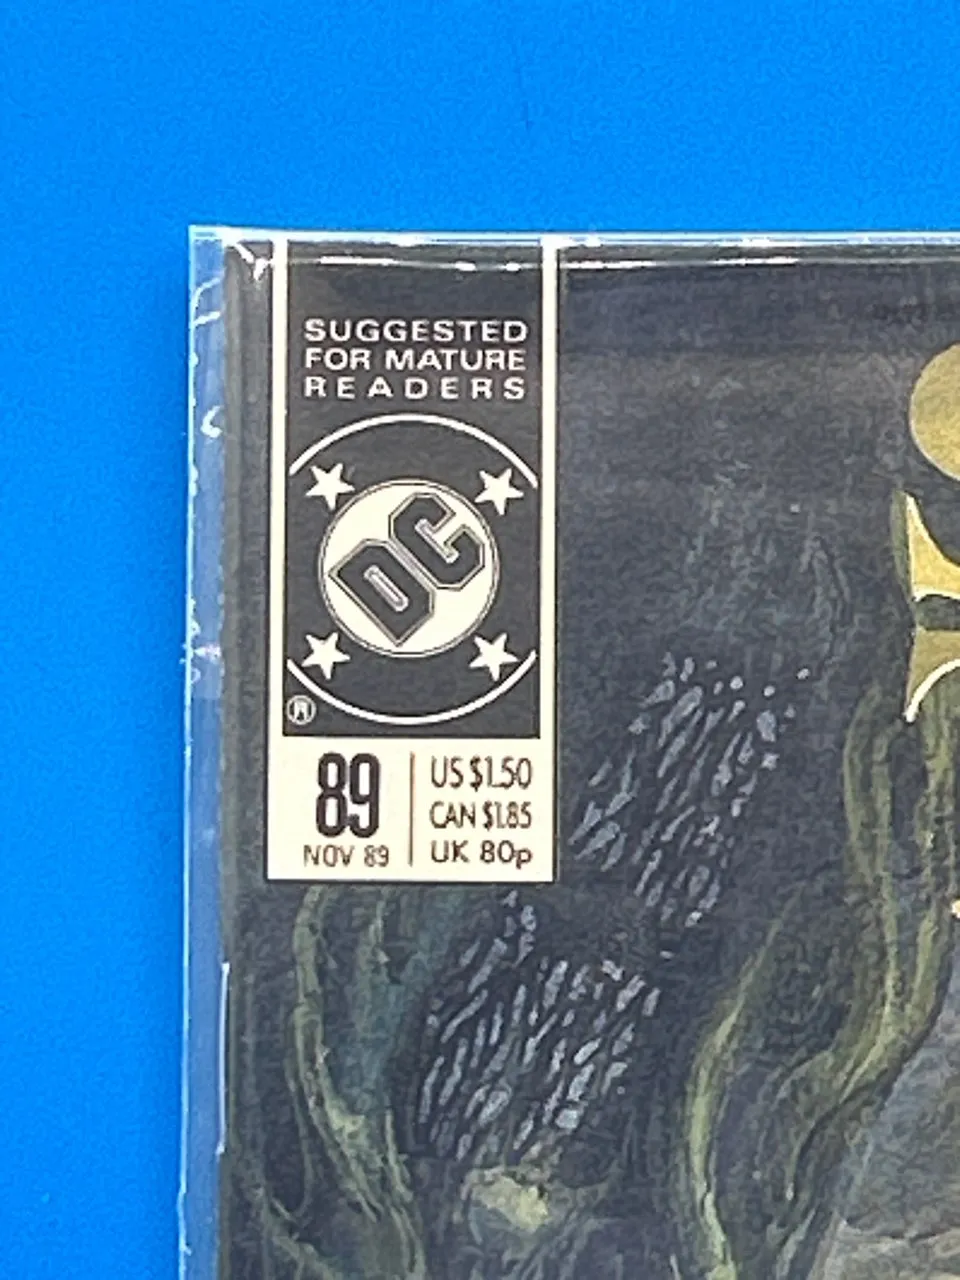 SUGGESTED
FOR MATURE
READERS
DC
®
89
NOV 89
US $1.50
CAN $1.85
UK 80p